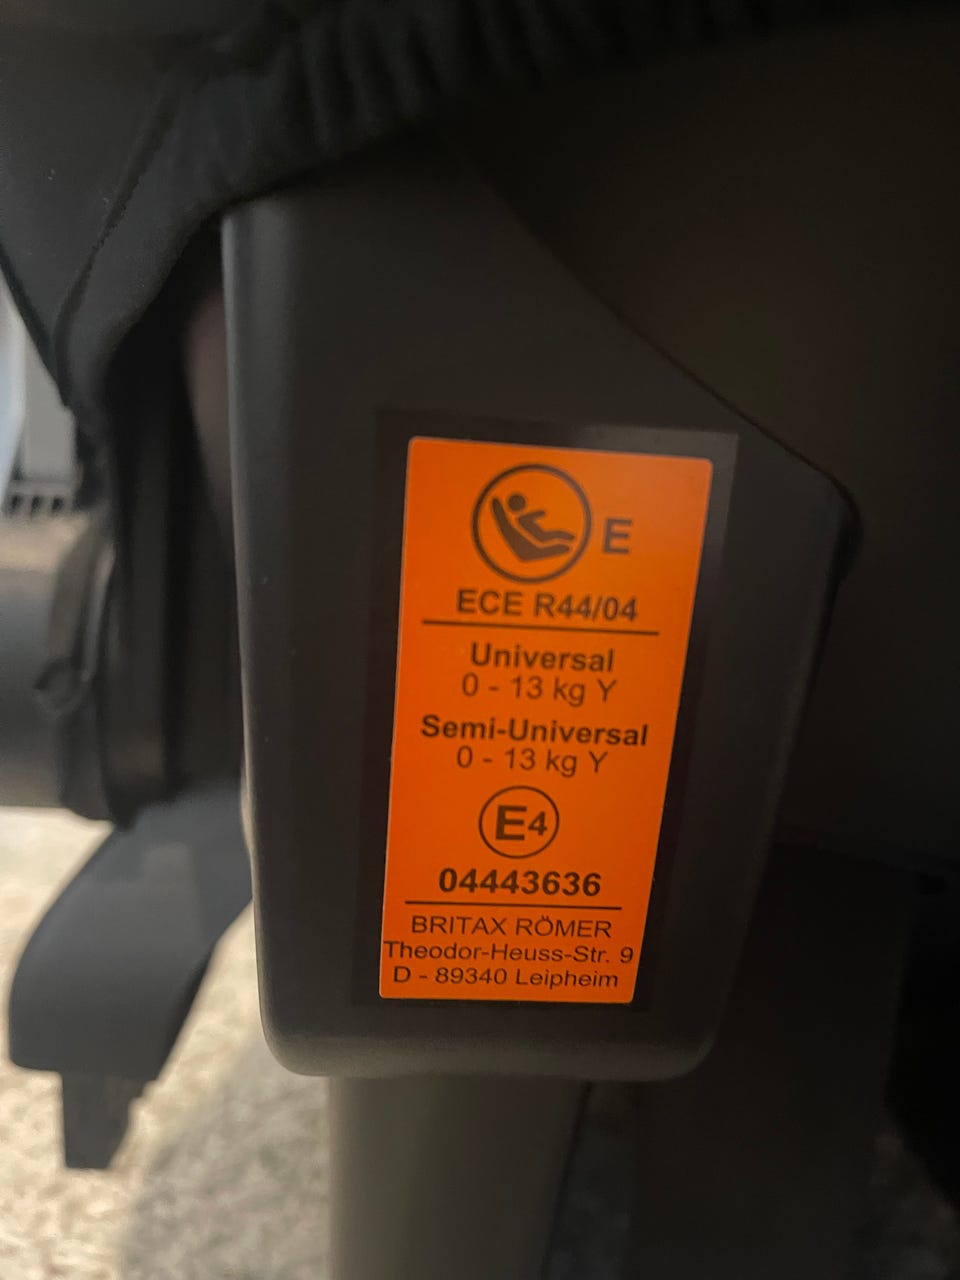 E
ECE R44/04
Universal
0 - 13 kg Y
Semi-Universal
0 - 13 kg Y
E4
04443636
BRITAX RÖMER
Theodor-Heuss-Str. 9
D - 89340 Leipheim